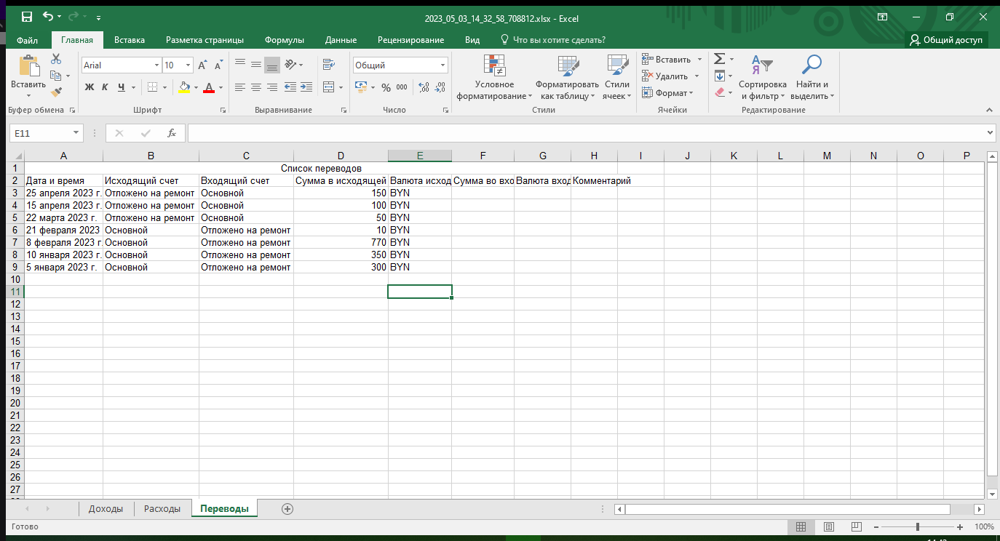 2023_05_03_14_32_58_708812.xlsx - Excel
Файл Главная Вставка Разметка страницы Формулы Данные Рецензирование Вид Что вы хотите сделать? Общий доступ
Вставить
Буфер обмена
Arial 10
Ж К Ч А
Шрифт
Выравнивание
Общий
% 000
Число
Условное форматирование
Форматировать как таблицу
Стили ячеек
Стили
Вставить
Удалить
Формат
Ячейки
Сортировка и фильтр
Найти и выделить
Редактирование
E11 fx
A B C D E F G H I J K L M N O P
1 Список переводов
2 Дата и время Исходящий счет Входящий счет Сумма в исходящей Валюта исход Сумма во вхо Валюта вход Комментарий
3 25 апреля 2023 г. Отложено на ремонт Основной 150 BYN
4 15 апреля 2023 г. Отложено на ремонт Основной 100 BYN
5 22 марта 2023 г. Отложено на ремонт Основной 50 BYN
6 21 февраля 2023 Основной Отложено на ремонт 10 BYN
7 8 февраля 2023 г. Основной Отложено на ремонт 770 BYN
8 10 января 2023 г. Основной Отложено на ремонт 350 BYN
9 5 января 2023 г. Основной Отложено на ремонт 300 BYN
10
11
12
13
14
15
16
17
18
19
20
21
22
23
24
25
26
27
Доходы Расходы Переводы
Готово 100%